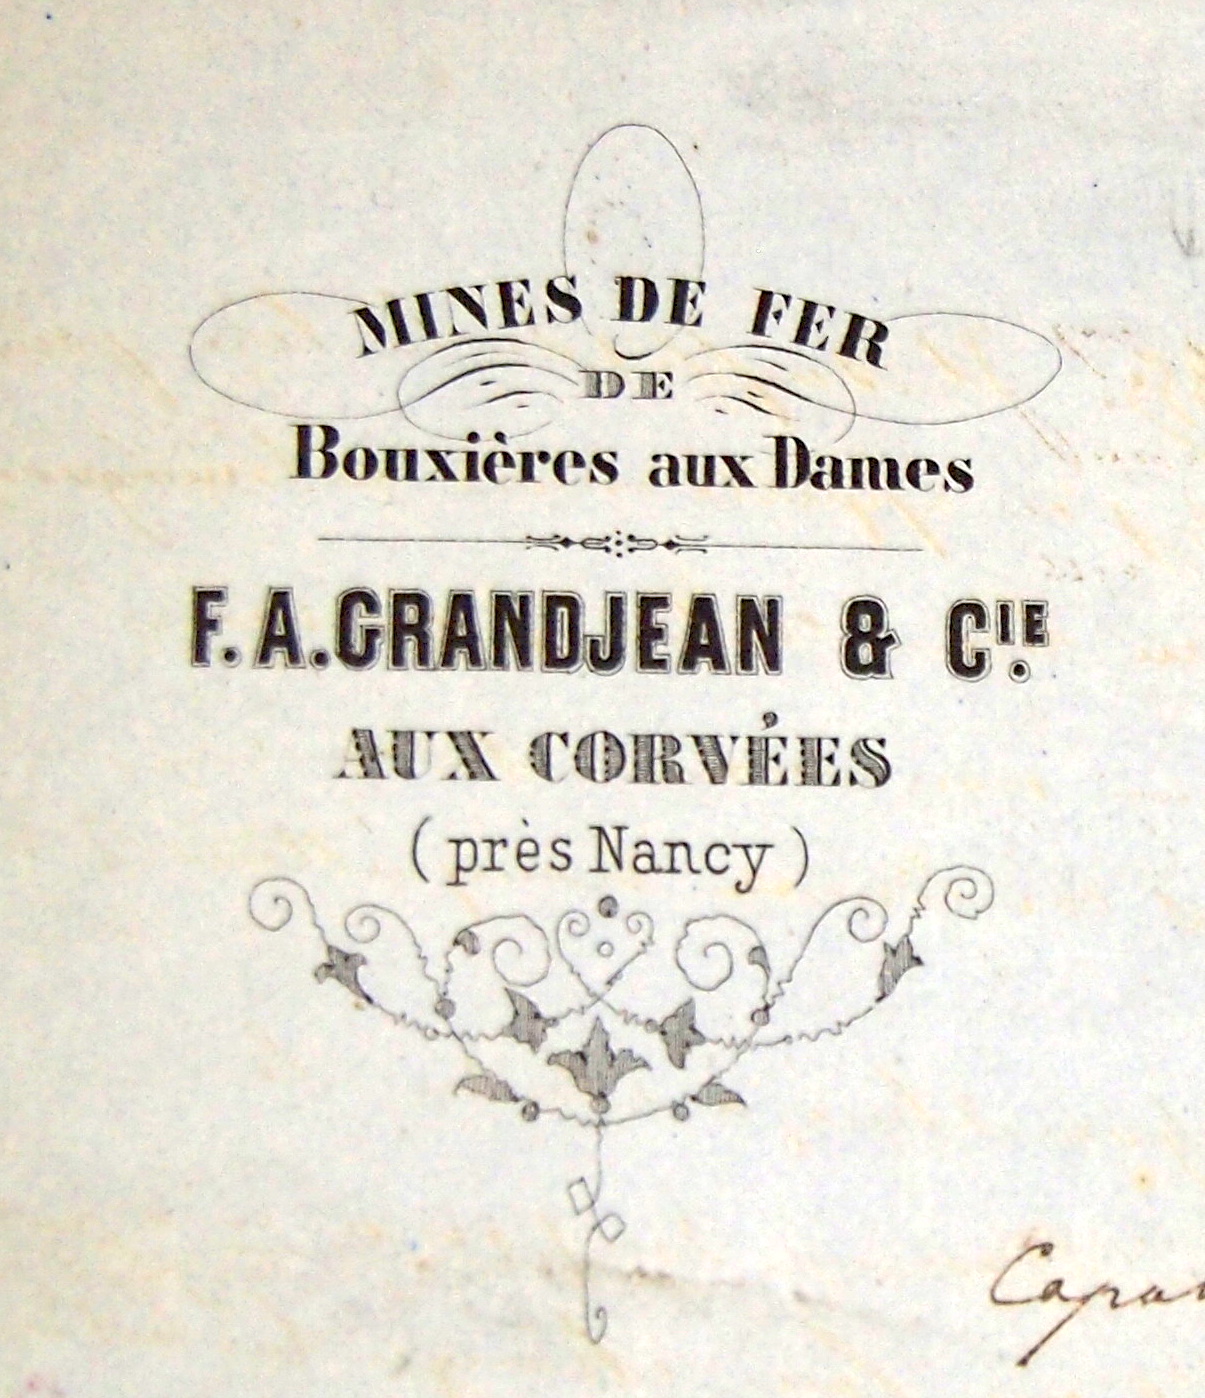 MINES DE FER
DE
Bouxières aux Dames
F. A. GRANDJEAN & CIE.
AUX CORVÉES
(près Nancy)